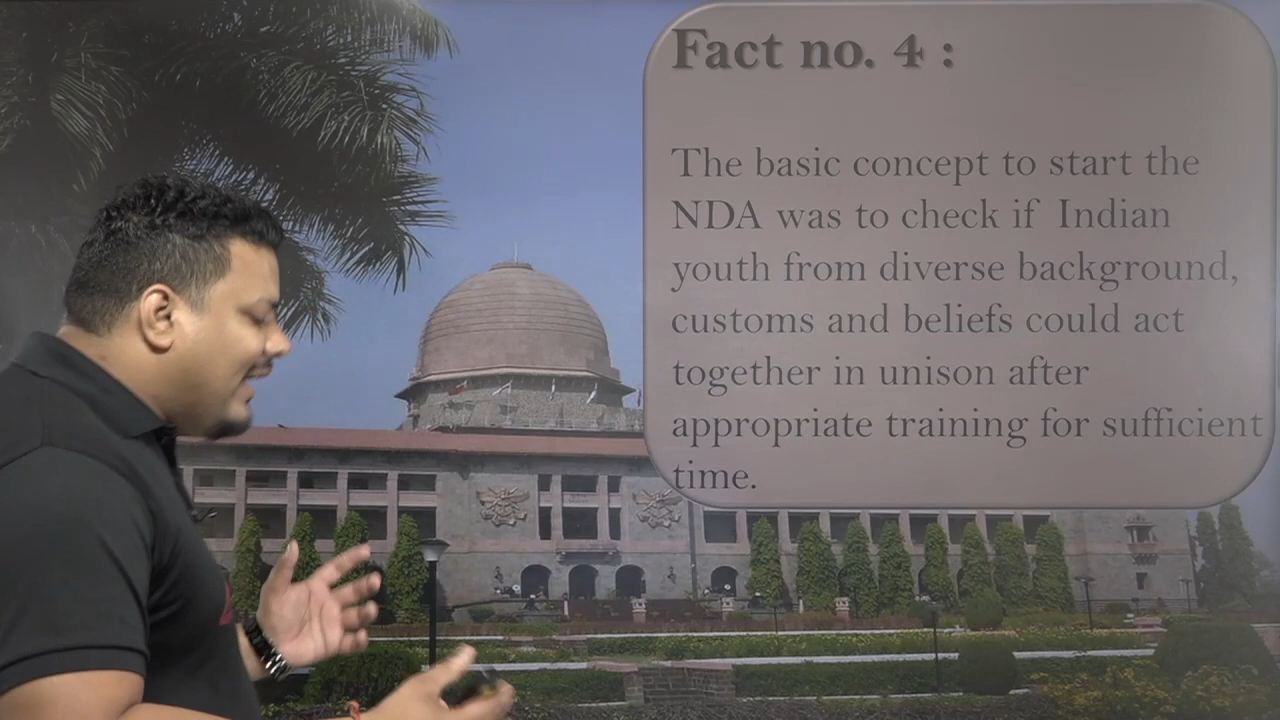 Fact no. 4 :
The basic concept to start the
NDA was to check if Indian
youth from diverse background,
customs and beliefs could act
together in unison after
appropriate training for sufficient
time.